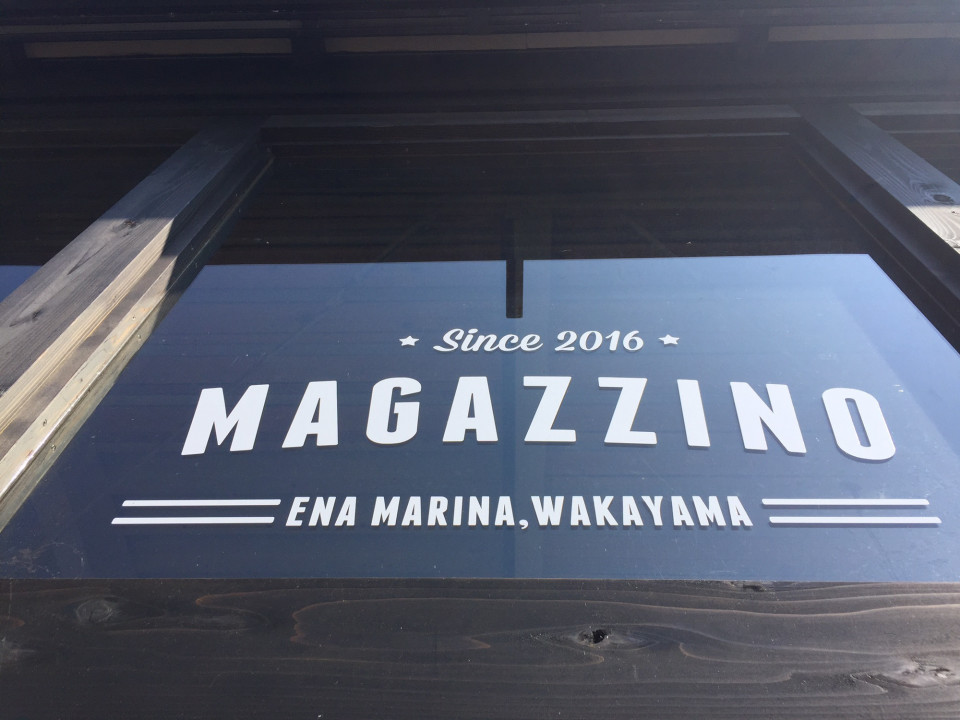 Since 2016
MAGAZZINO
ENA MARINA,WAKAYAMA